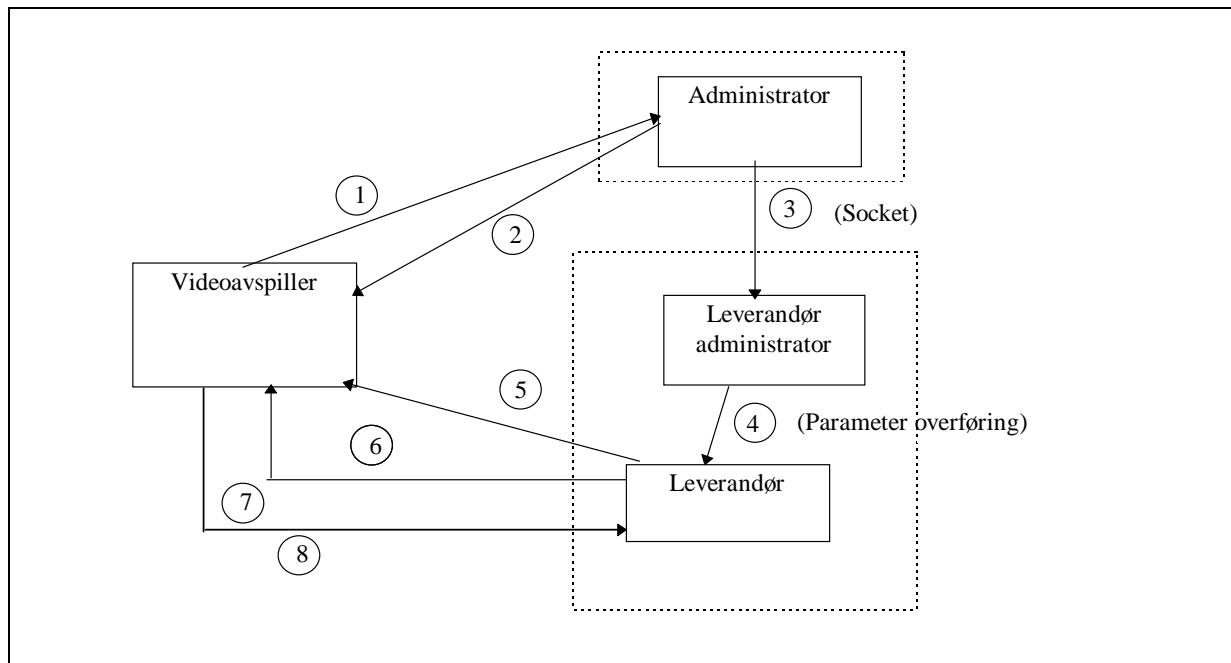 Administrator
1
2
3
(Socket)
Videoavspiller
Leverandør
administrator
5
4
(Parameter overføring)
6
Leverandør
7
8